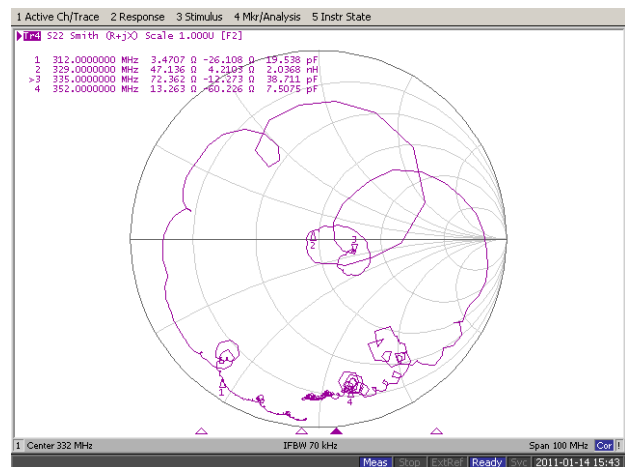 1 Active Ch/Trace 2 Response 3 Stimulus 4 Mkr/Analysis 5 Instr State
Tr4 S22 Smith (R+jX) Scale 1.000U [F2]
1 312.0000000 MHz 3.4707 Ω -26.108 Ω 19.538 pF
2 329.0000000 MHz 47.136 Ω 4.2103 Ω 2.0368 nH
>3 335.0000000 MHz 72.362 Ω -12.273 Ω 38.711 pF
4 352.0000000 MHz 13.263 Ω -60.226 Ω 7.5075 pF
3
2
1
4
1 Center 332 MHz IFBW 70 kHz Span 100 MHz Cor !
Meas Stop ExtRef Ready Svc 2011-01-14 15:43